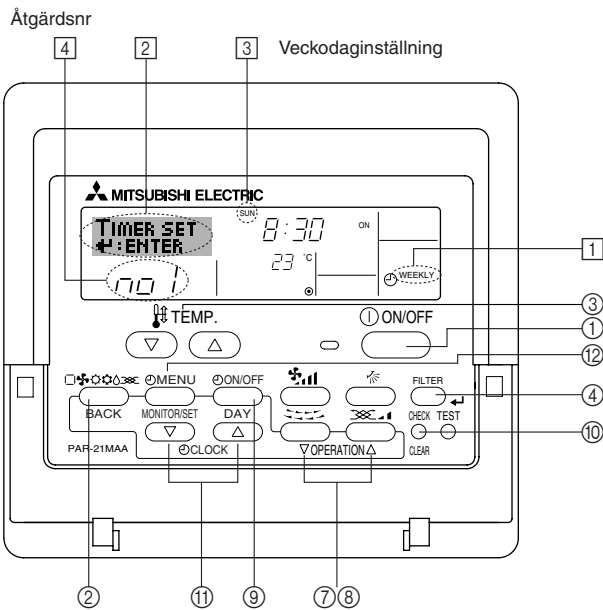 Åtgärdsnr
4 2 3 Veckodaginställning
MITSUBISHI ELECTRIC
TIMER SET
↵:ENTER
SUN
8:30
ON
23 °C
WEEKLY
no 1
1
TEMP.
ON/OFF
3
1
12
MENU
ON/OFF
FILTER
4
BACK
MONITOR/SET
DAY
CHECK TEST
10
PAR-21MAA
CLOCK
▽OPERATION△
CLEAR
2 11 9 7 8